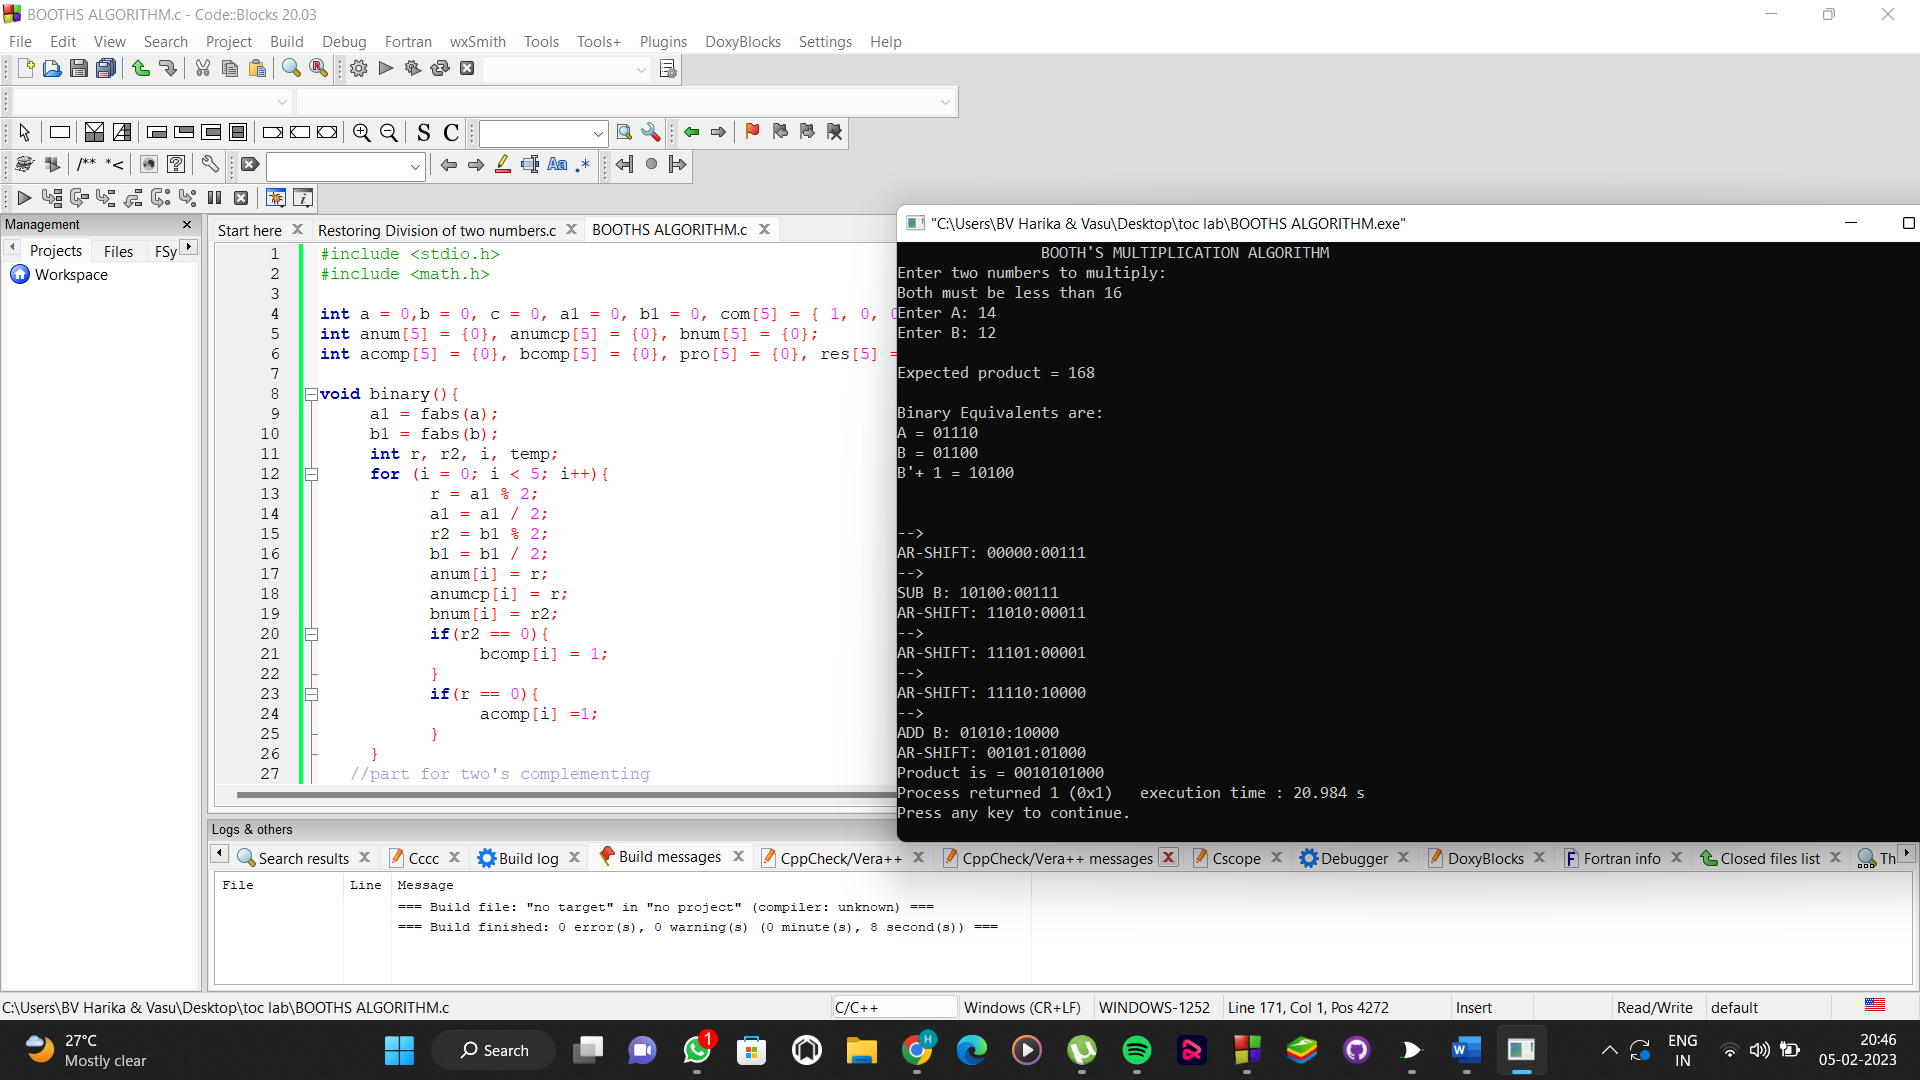 BOOTHS ALGORITHM.c - Code::Blocks 20.03
File Edit View Search Project Build Debug Fortran wxSmith Tools Tools+ Plugins DoxyBlocks Settings Help
S C
/** *<
Aa .*
Management
Projects Files FSy
Workspace
Start here Restoring Division of two numbers.c BOOTHS ALGORITHM.c
1 #include <stdio.h>
2 #include <math.h>
3
4 int a = 0,b = 0, c = 0, a1 = 0, b1 = 0, com[5] = { 1, 0, 0
5 int anum[5] = {0}, anumcp[5] = {0}, bnum[5] = {0};
6 int acomp[5] = {0}, bcomp[5] = {0}, pro[5] = {0}, res[5] =
7
8 void binary(){
9 a1 = fabs(a);
10 b1 = fabs(b);
11 int r, r2, i, temp;
12 for (i = 0; i < 5; i++){
13 r = a1 % 2;
14 a1 = a1 / 2;
15 r2 = b1 % 2;
16 b1 = b1 / 2;
17 anum[i] = r;
18 anumcp[i] = r;
19 bnum[i] = r2;
20 if(r2 == 0){
21 bcomp[i] = 1;
22 }
23 if(r == 0){
24 acomp[i] =1;
25 }
26 }
27 //part for two's complementing
"C:\Users\BV Harika & Vasu\Desktop\toc lab\BOOTHS ALGORITHM.exe"
BOOTH'S MULTIPLICATION ALGORITHM
Enter two numbers to multiply:
Both must be less than 16
Enter A: 14
Enter B: 12
Expected product = 168
Binary Equivalents are:
A = 01110
B = 01100
B'+ 1 = 10100
-->
AR-SHIFT: 00000:00111
-->
SUB B: 10100:00111
AR-SHIFT: 11010:00011
-->
AR-SHIFT: 11101:00001
-->
AR-SHIFT: 11110:10000
-->
ADD B: 01010:10000
AR-SHIFT: 00101:01000
Product is = 0010101000
Process returned 1 (0x1) execution time : 20.984 s
Press any key to continue.
Logs & others
Search results Cccc Build log Build messages CppCheck/Vera++ CppCheck/Vera++ messages Cscope Debugger DoxyBlocks Fortran info Closed files list Th
File Line Message
=== Build file: "no target" in "no project" (compiler: unknown) ===
=== Build finished: 0 error(s), 0 warning(s) (0 minute(s), 8 second(s)) ===
C:\Users\BV Harika & Vasu\Desktop\toc lab\BOOTHS ALGORITHM.c C/C++ Windows (CR+LF) WINDOWS-1252 Line 171, Col 1, Pos 4272 Insert Read/Write default
27°C
Mostly clear
Search
1
H
ENG
IN
20:46
05-02-2023